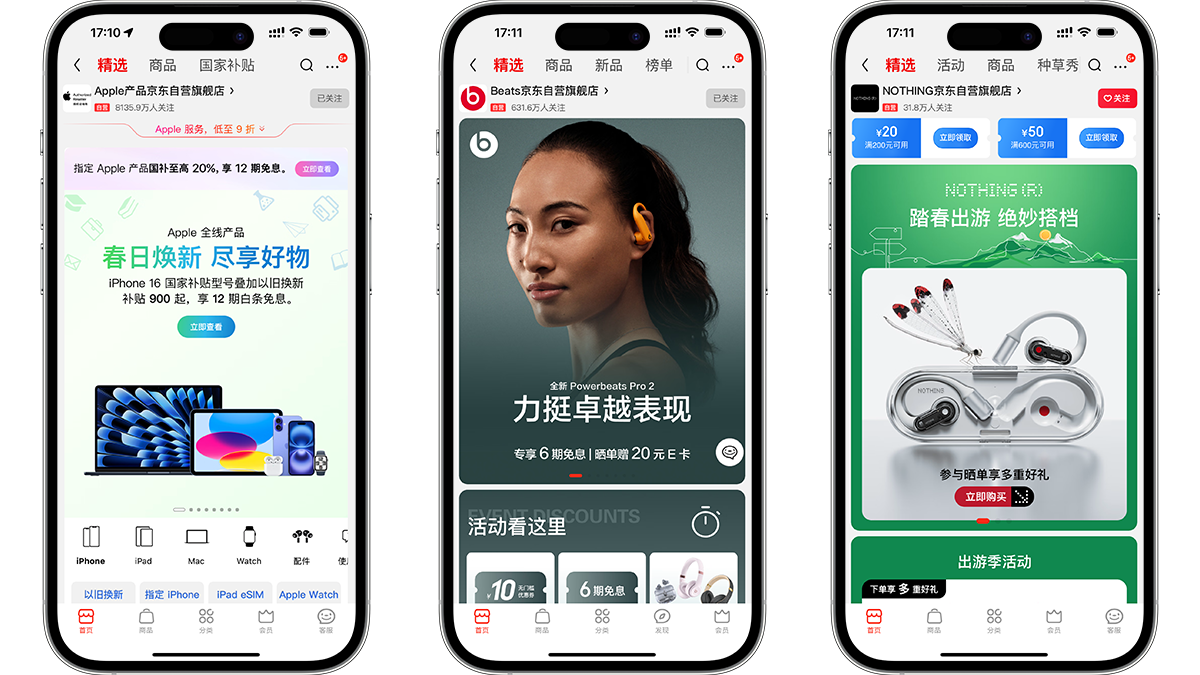 17:10
精选 商品 国家补贴 6+
Apple产品京东自营旗舰店
自营 8135.9万人关注
已关注
Apple 服务，低至 9 折
指定 Apple 产品国补至高 20%，享 12 期免息。
立即查看
Apple 全线产品
春日焕新 尽享好物
iPhone 16 国家补贴型号叠加以旧换新
补贴 900 起，享 12 期白条免息。
立即查看
iPhone iPad Mac Watch 配件
以旧换新 指定 iPhone iPad eSIM Apple Watch
首页 商品 分类 会员 客服
17:11
精选 商品 新品 榜单 6+
Beats京东自营旗舰店
自营 631.6万人关注
已关注
全新 Powerbeats Pro 2
力挺卓越表现
专享 6 期免息 | 晒单赠 20 元 E 卡
EVENT DISCOUNTS
活动看这里
¥10 无门槛
优惠券
6 期免息
首页 商品 分类 发现 会员
17:11
精选 活动 商品 种草秀 6+
NOTHING京东自营旗舰店
NOTHING (R)
自营 31.8万人关注
关注
¥20
满200元可用
立即领取
¥50
满600元可用
立即领取
NOTHING (R)
踏春出游 绝妙搭档
NOTHING
参与晒单享多重好礼
立即购买
出游季活动
下单享 多 重好礼
首页 商品 分类 会员 客服